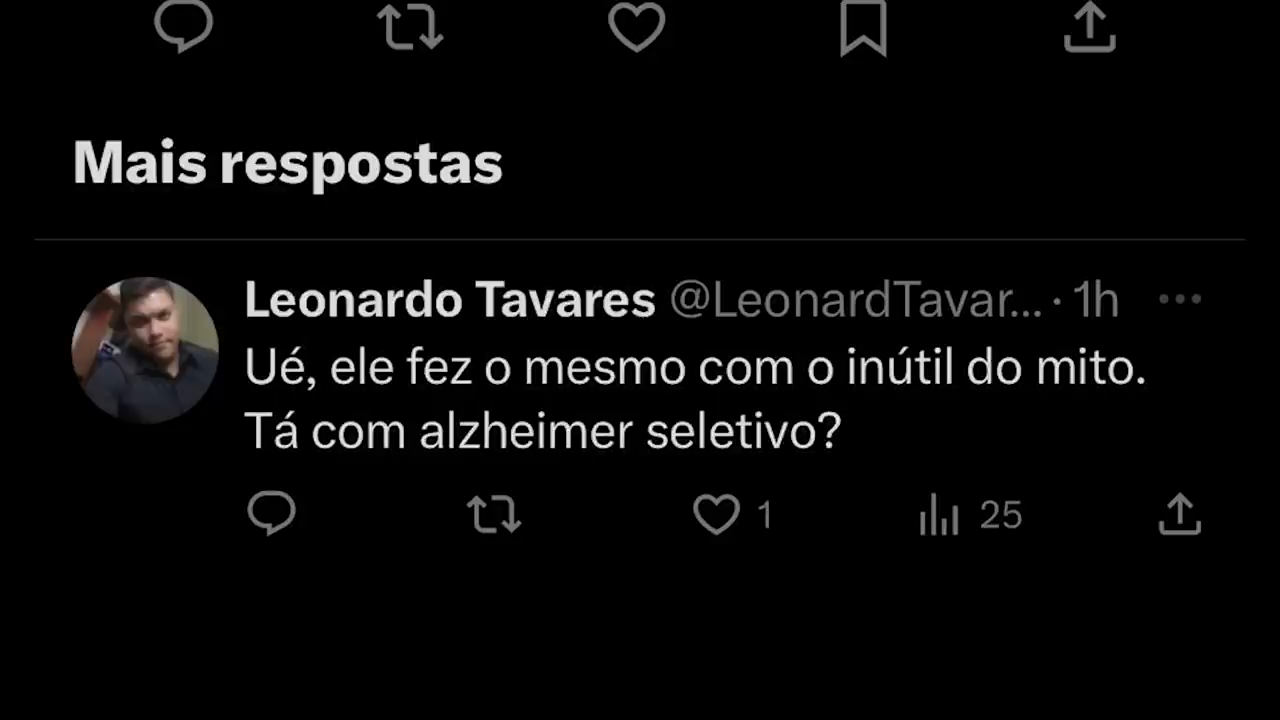 Mais respostas
Leonardo Tavares @LeonardTavar... · 1h
Ué, ele fez o mesmo com o inútil do mito.
Tá com alzheimer seletivo?
1 25